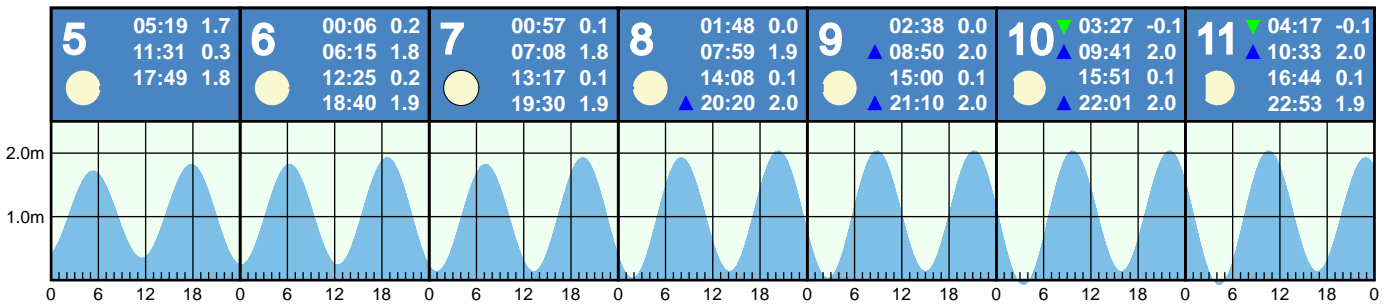 5
05:19 1.7
11:31 0.3
17:49 1.8
6
00:06 0.2
06:15 1.8
12:25 0.2
18:40 1.9
7
00:57 0.1
07:08 1.8
13:17 0.1
19:30 1.9
8
01:48 0.0
07:59 1.9
14:08 0.1
▲ 20:20 2.0
9
02:38 0.0
▲ 08:50 2.0
15:00 0.1
▲ 21:10 2.0
10
▼ 03:27 -0.1
▲ 09:41 2.0
15:51 0.1
▲ 22:01 2.0
11
▼ 04:17 -0.1
▲ 10:33 2.0
16:44 0.1
22:53 1.9
2.0m
1.0m
0 6 12 18 0 6 12 18 0 6 12 18 0 6 12 18 0 6 12 18 0 6 12 18 0 6 12 18 0